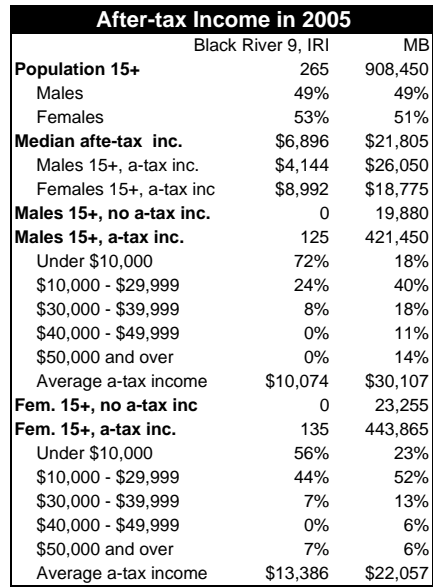 After-tax Income in 2005
Black River 9, IRI MB
Population 15+ 265 908,450
Males 49% 49%
Females 53% 51%
Median afte-tax inc. $6,896 $21,805
Males 15+, a-tax inc. $4,144 $26,050
Females 15+, a-tax inc $8,992 $18,775
Males 15+, no a-tax inc. 0 19,880
Males 15+, a-tax inc. 125 421,450
Under $10,000 72% 18%
$10,000 - $29,999 24% 40%
$30,000 - $39,999 8% 18%
$40,000 - $49,999 0% 11%
$50,000 and over 0% 14%
Average a-tax income $10,074 $30,107
Fem. 15+, no a-tax inc 0 23,255
Fem. 15+, a-tax inc. 135 443,865
Under $10,000 56% 23%
$10,000 - $29,999 44% 52%
$30,000 - $39,999 7% 13%
$40,000 - $49,999 0% 6%
$50,000 and over 7% 6%
Average a-tax income $13,386 $22,057